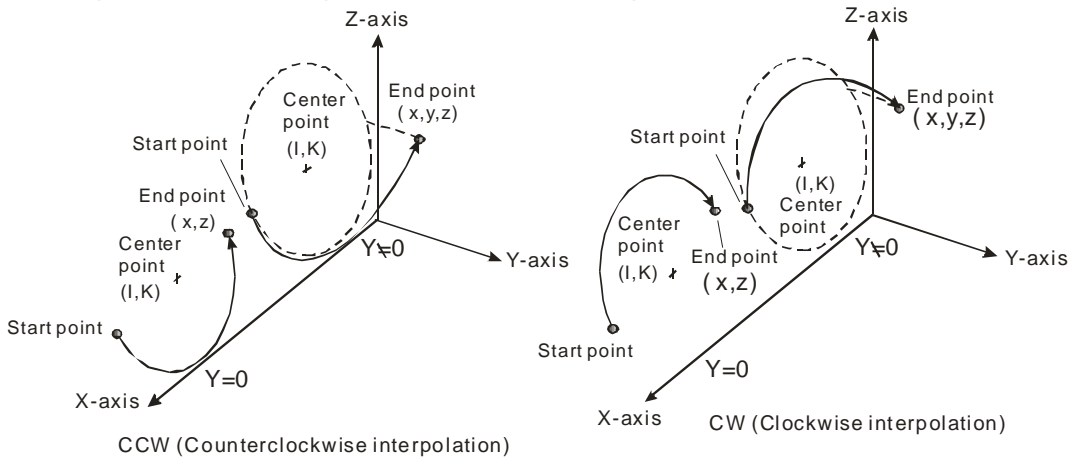 Z-axis
End point
(x,y,z)
Center
point
(I,K)
Start point
End point
(x,z)
Center
point
(I,K)
Start point
Y=0
Y=0
Y-axis
X-axis
CCW (Counterclockwise interpolation)
Z-axis
End point
(x,y,z)
Start point
(I,K)
Center
point
Center
point
(I,K)
End point
(x,z)
Start point
Y=0
Y=0
Y-axis
X-axis
CW (Clockwise interpolation)